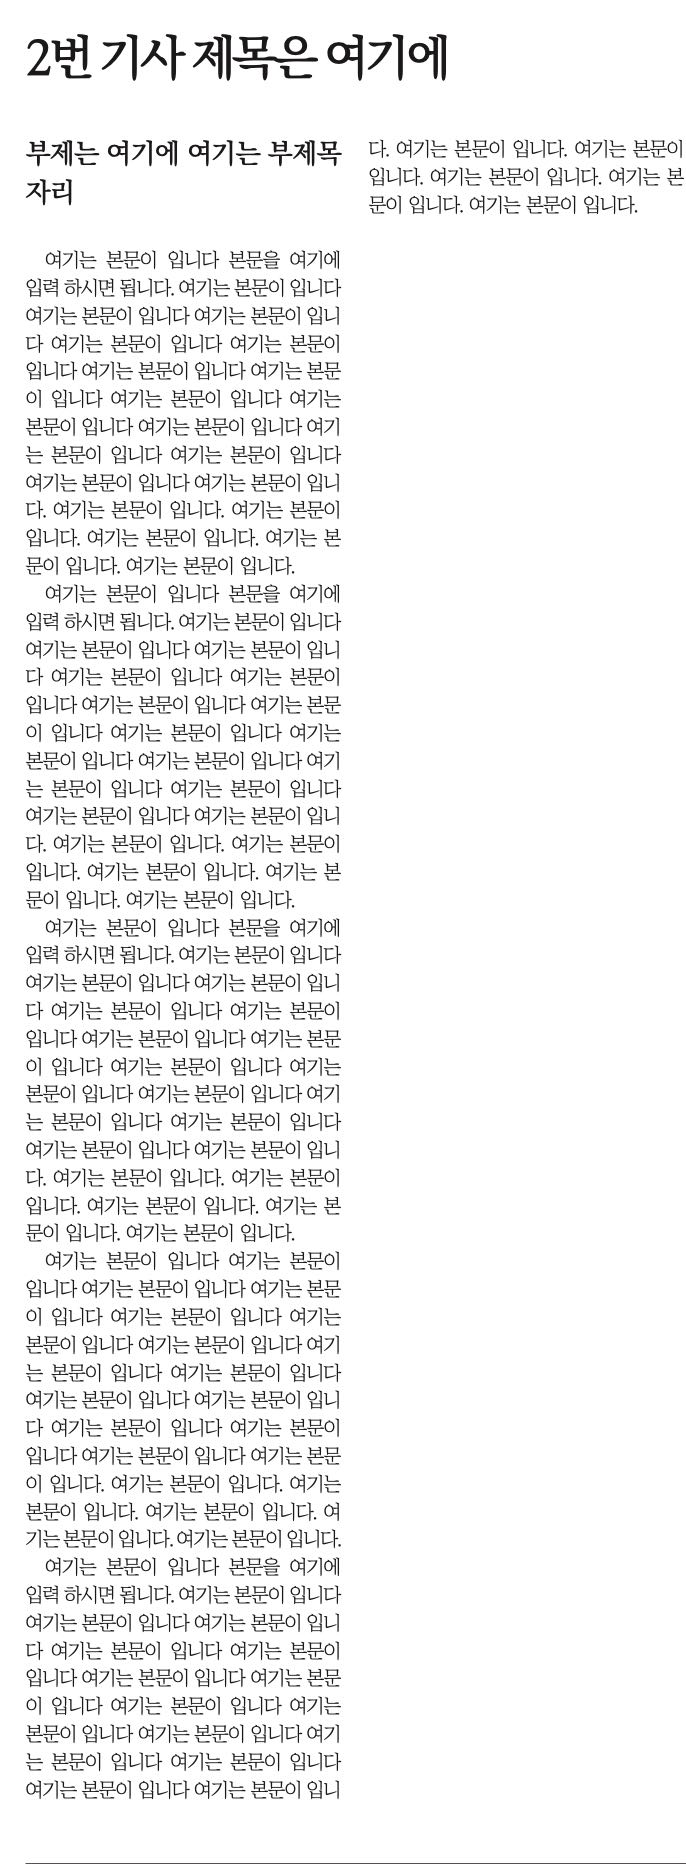 2번 기사 제목은 여기에
부제는 여기에 여기는 부제목
자리
여기는 본문이 입니다 본문을 여기에
입력 하시면 됩니다. 여기는 본문이 입니다
여기는 본문이 입니다 여기는 본문이 입니
다 여기는 본문이 입니다 여기는 본문이
입니다 여기는 본문이 입니다 여기는 본문
이 입니다 여기는 본문이 입니다 여기는
본문이 입니다 여기는 본문이 입니다 여기
는 본문이 입니다 여기는 본문이 입니다
여기는 본문이 입니다 여기는 본문이 입니
다. 여기는 본문이 입니다. 여기는 본문이
입니다. 여기는 본문이 입니다. 여기는 본
문이 입니다. 여기는 본문이 입니다.
여기는 본문이 입니다 본문을 여기에
입력 하시면 됩니다. 여기는 본문이 입니다
여기는 본문이 입니다 여기는 본문이 입니
다 여기는 본문이 입니다 여기는 본문이
입니다 여기는 본문이 입니다 여기는 본문
이 입니다 여기는 본문이 입니다 여기는
본문이 입니다 여기는 본문이 입니다 여기
는 본문이 입니다 여기는 본문이 입니다
여기는 본문이 입니다 여기는 본문이 입니
다. 여기는 본문이 입니다. 여기는 본문이
입니다. 여기는 본문이 입니다. 여기는 본
문이 입니다. 여기는 본문이 입니다.
여기는 본문이 입니다 본문을 여기에
입력 하시면 됩니다. 여기는 본문이 입니다
여기는 본문이 입니다 여기는 본문이 입니
다 여기는 본문이 입니다 여기는 본문이
입니다 여기는 본문이 입니다 여기는 본문
이 입니다 여기는 본문이 입니다 여기는
본문이 입니다 여기는 본문이 입니다 여기
는 본문이 입니다 여기는 본문이 입니다
여기는 본문이 입니다 여기는 본문이 입니
다. 여기는 본문이 입니다. 여기는 본문이
입니다. 여기는 본문이 입니다. 여기는 본
문이 입니다. 여기는 본문이 입니다.
여기는 본문이 입니다 여기는 본문이
입니다 여기는 본문이 입니다 여기는 본문
이 입니다 여기는 본문이 입니다 여기는
본문이 입니다 여기는 본문이 입니다 여기
는 본문이 입니다 여기는 본문이 입니다
여기는 본문이 입니다 여기는 본문이 입니
다 여기는 본문이 입니다 여기는 본문이
입니다 여기는 본문이 입니다 여기는 본문
이 입니다. 여기는 본문이 입니다. 여기는
본문이 입니다. 여기는 본문이 입니다. 여
기는 본문이 입니다. 여기는 본문이 입니다.
여기는 본문이 입니다 본문을 여기에
입력 하시면 됩니다. 여기는 본문이 입니다
여기는 본문이 입니다 여기는 본문이 입니
다 여기는 본문이 입니다 여기는 본문이
입니다 여기는 본문이 입니다 여기는 본문
이 입니다 여기는 본문이 입니다 여기는
본문이 입니다 여기는 본문이 입니다 여기
는 본문이 입니다 여기는 본문이 입니다
여기는 본문이 입니다 여기는 본문이 입니
다. 여기는 본문이 입니다. 여기는 본문이
입니다. 여기는 본문이 입니다. 여기는 본
문이 입니다. 여기는 본문이 입니다.